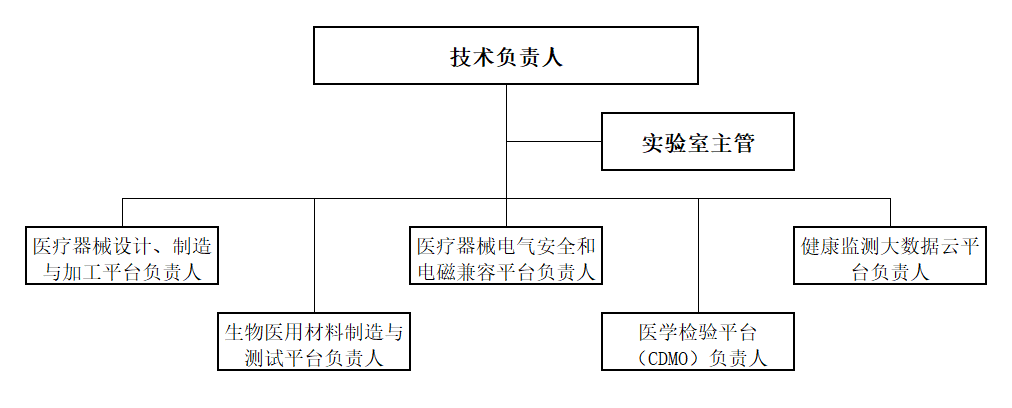 技术负责人
实验室主管
医疗器械设计、制造
与加工平台负责人
医疗器械电气安全和
电磁兼容平台负责人
健康监测大数据云平
台负责人
生物医用材料制造与
测试平台负责人
医学检验平台
（CDMO）负责人